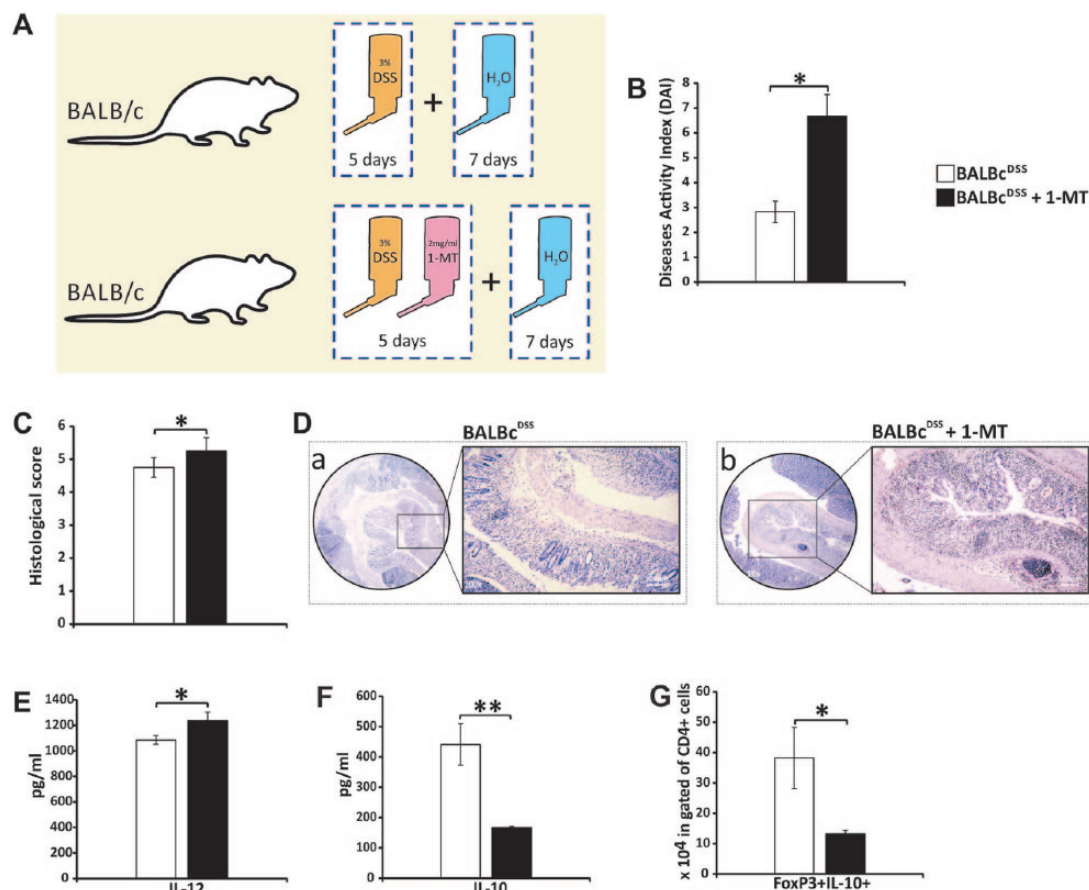 A
BALB/c
3%
DSS
+
H₂O
5 days
7 days
BALB/c
3%
DSS
2mg/ml
1-MT
+
H₂O
5 days
7 days
B
Diseases Activity Index (DAI)
8
7
6
5
4
3
2
1
0
*
BALBcᴰˢˢ
BALBcᴰˢˢ + 1-MT
C
Histological score
6
5
4
3
2
1
0
*
D
BALBcᴰˢˢ
a
BALBcᴰˢˢ + 1-MT
b
E
pg/ml
1400
1200
1000
800
600
400
200
0
*
IL-12
F
pg/ml
600
500
400
300
200
100
0
**
IL-10
G
x 10⁴ in gated of CD4+ cells
60
50
40
30
20
10
0
*
FoxP3+IL-10+